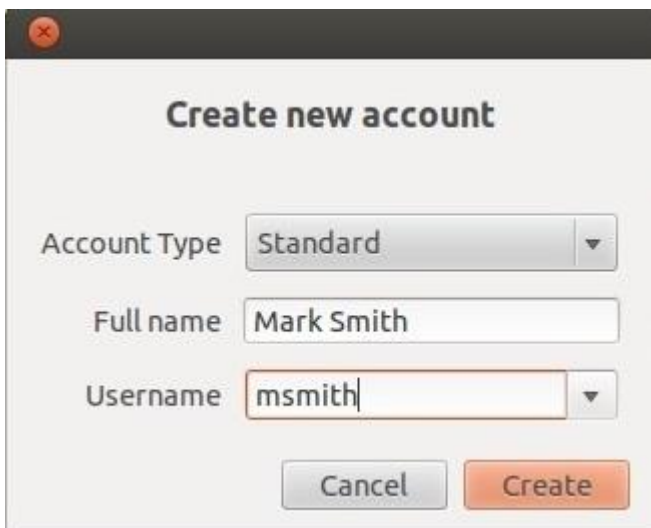 Create new account
Account Type Standard
Full name Mark Smith
Username msmith
Cancel Create